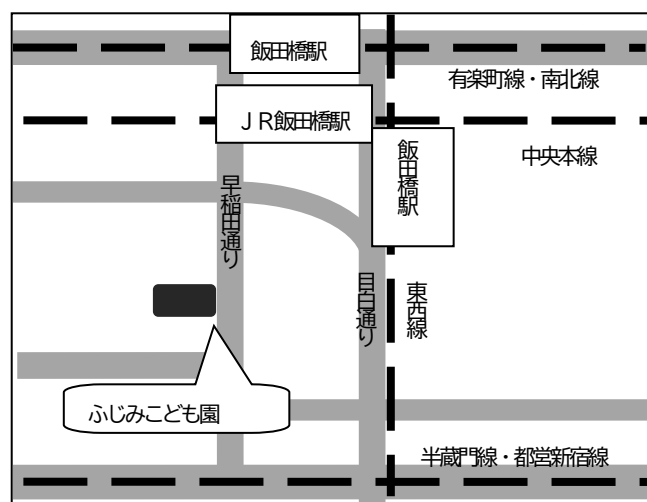 飯田橋駅
有楽町線・南北線
ＪＲ飯田橋駅
中央本線
飯田橋駅
早稲田通り
目白通り
東西線
ふじみこども園
半蔵門線・都営新宿線